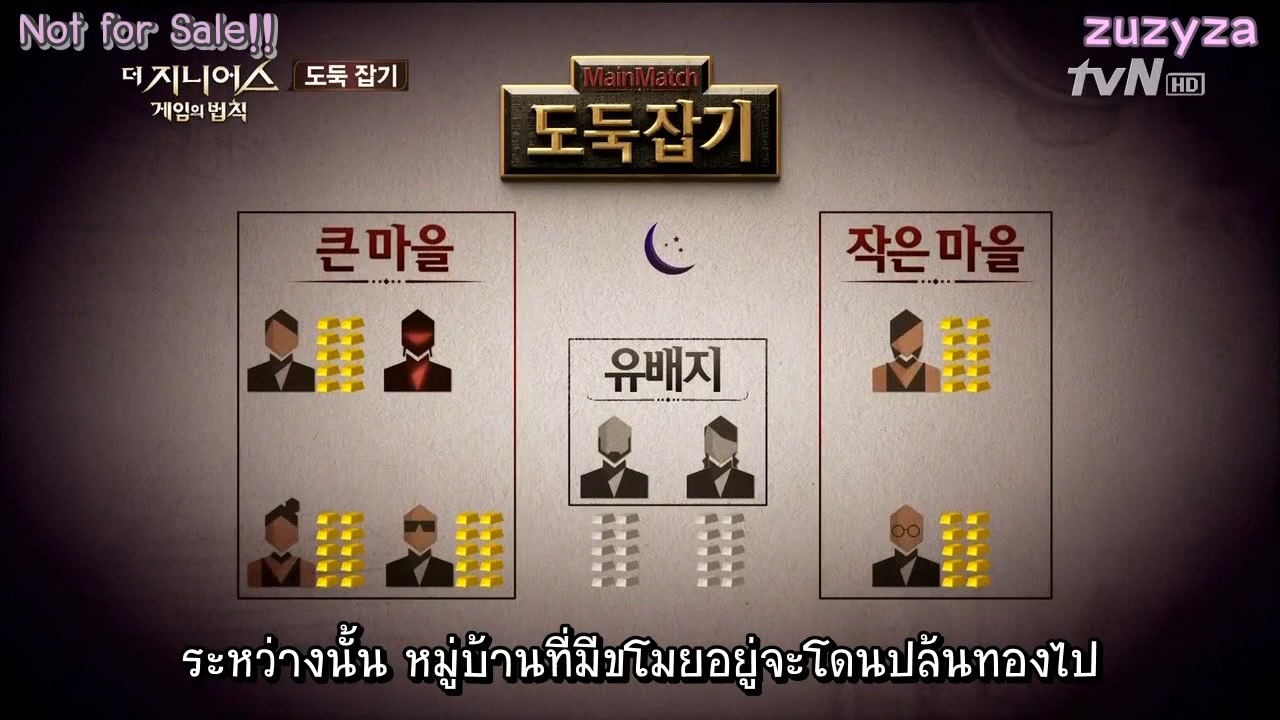 Not for Sale!!
zuzyza
더 지니어스
게임의 법칙
도둑 잡기
tvN HD
MainMatch
도둑잡기
큰 마을
작은 마을
유배지
ระหว่างนั้น หมู่บ้านที่มีขโมยอยู่จะโดนปล้นทองไป